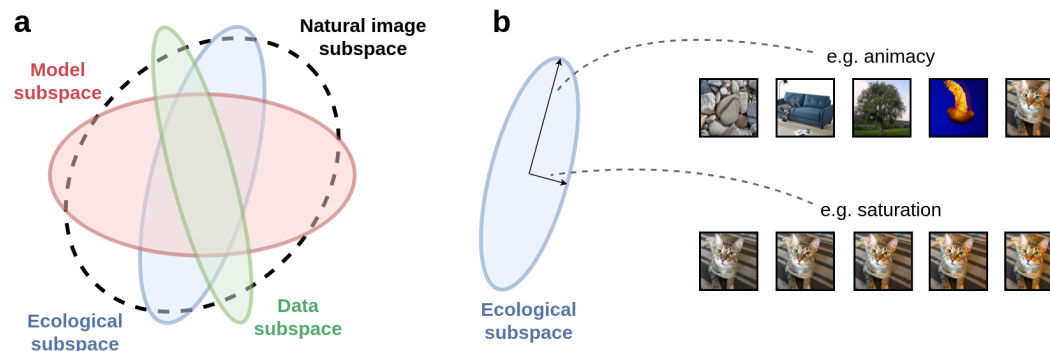 a
Natural image
subspace
Model
subspace
Ecological
subspace
Data
subspace
b
e.g. animacy
e.g. saturation
Ecological
subspace